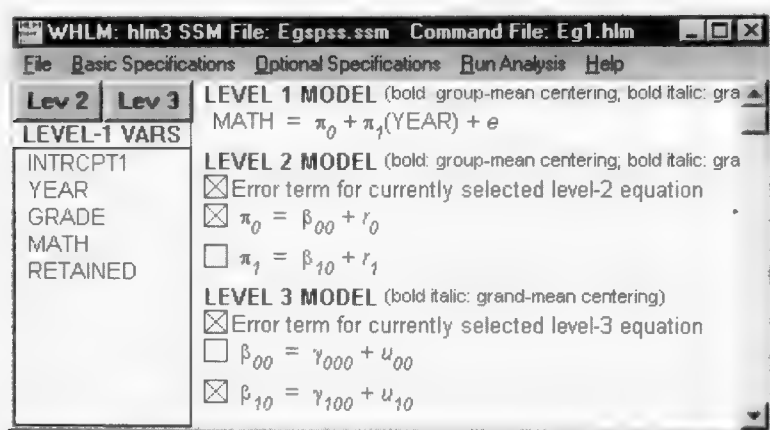 WHLM: hlm3 SSM File: Egspss.ssm Command File: Eg1.hlm
File Basic Specifications Optional Specifications Run Analysis Help
Lev 2 Lev 3
LEVEL-1 VARS
INTRCPT1
YEAR
GRADE
MATH
RETAINED
LEVEL 1 MODEL (bold: group-mean centering; bold italic: gra
MATH = π0 + π1(YEAR) + e
LEVEL 2 MODEL (bold: group-mean centering; bold italic: gra
Error term for currently selected level-2 equation
π0 = β00 + r0
π1 = β10 + r1
LEVEL 3 MODEL (bold italic: grand-mean centering)
Error term for currently selected level-3 equation
β00 = γ000 + u00
β10 = γ100 + u10